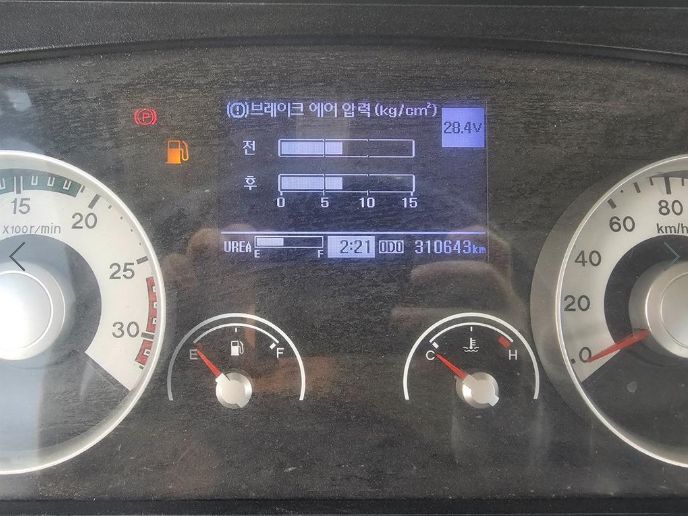 (!)브레이크 에어 압력(kg/cm²)
28.4V
(P)
전
후
0 5 10 15
UREA E F 2:21 ODO 310643km
15 20 25 30
x100r/min
E F
C H
0 20 40 60 80
km/h